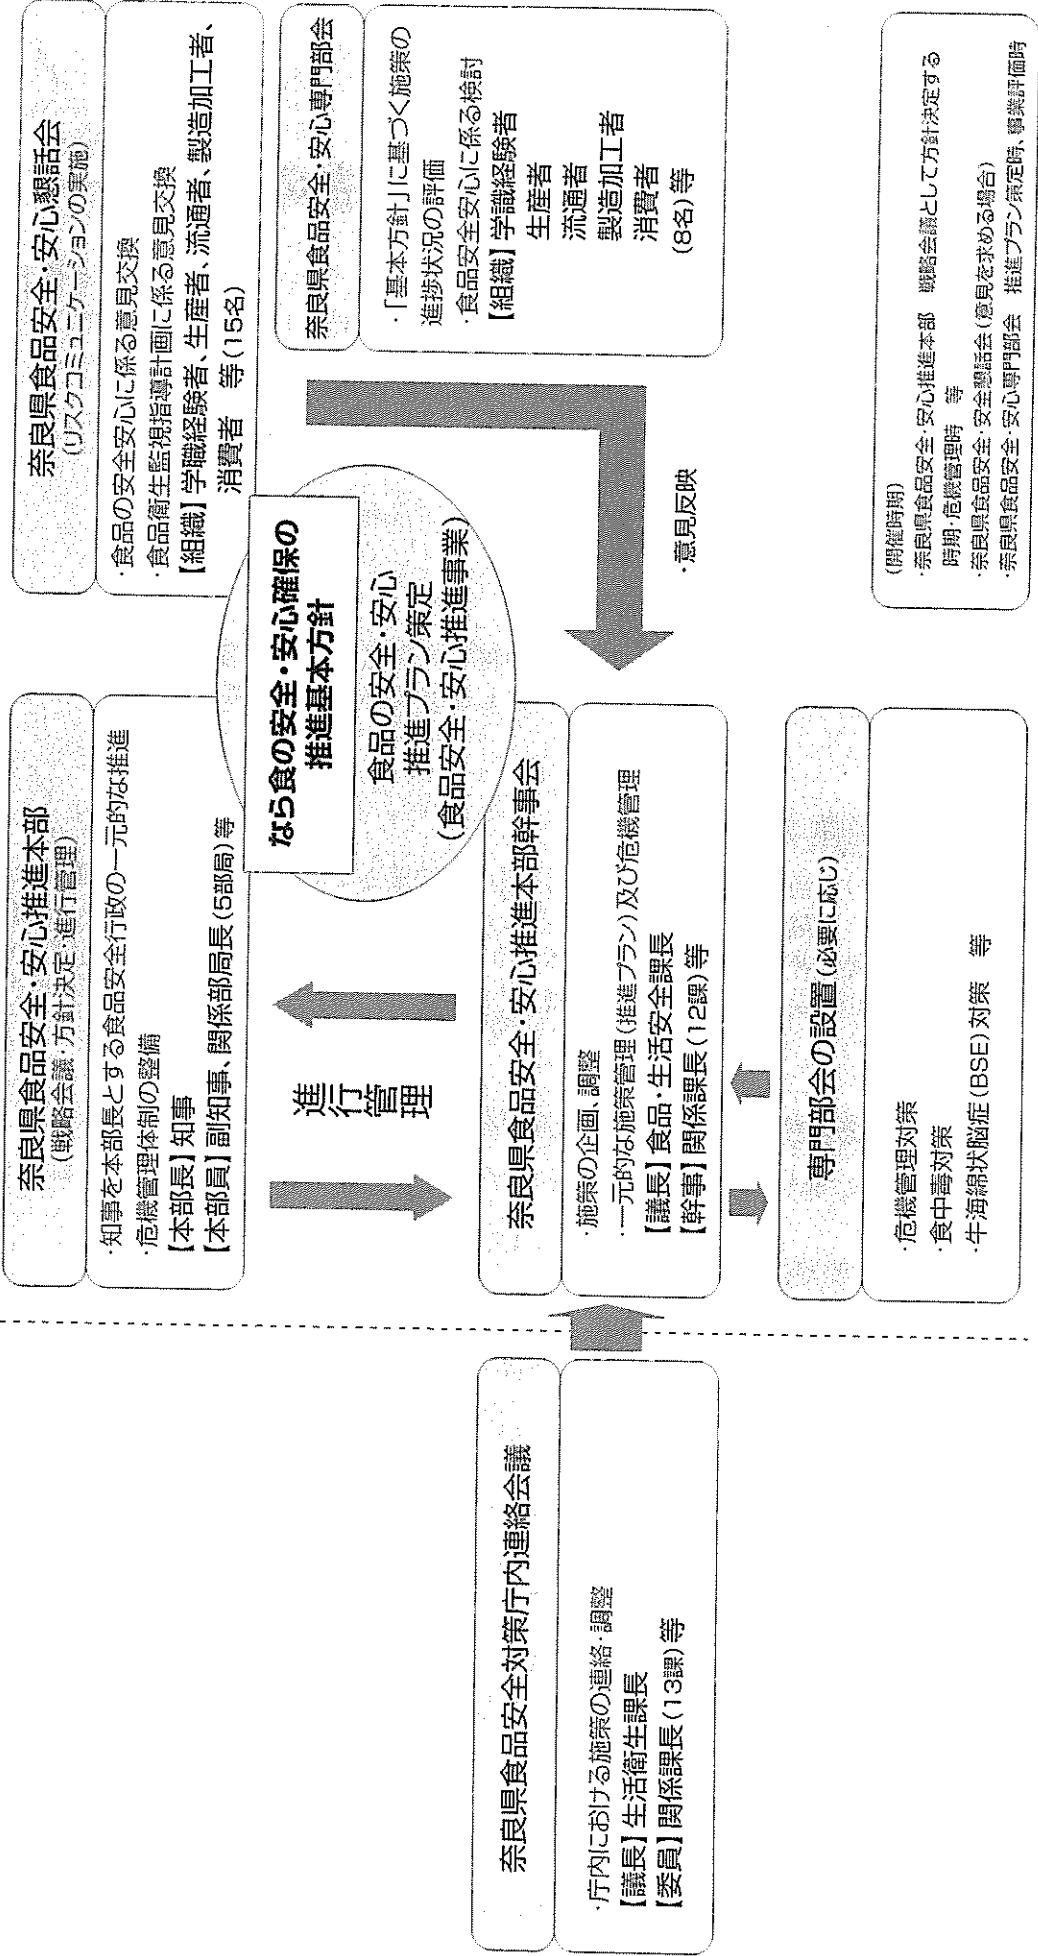 奈良県食品安全対策庁内連絡会議
・庁内における施策の連絡・調整
【議長】生活衛生課長
【委員】関係課長(13課)等
奈良県食品安全・安心推進本部
(戦略会議・方針決定・進行管理)
・知事を本部長とする食品安全行政の一元的な推進
・危機管理体制の整備
【本部長】知事
【本部員】副知事、関係部局長(5部局)等
進行管理
奈良県食品安全・安心推進本部幹事会
・施策の企画、調整
・一元的な施策管理(推進プラン)及び危機管理
【議長】食品・生活安全課長
【幹事】関係課長(12課)等
専門部会の設置(必要に応じ)
・危機管理対策
・食中毒対策
・牛海綿状脳症(BSE)対策　等
なら食の安全・安心確保の
推進基本方針
食品の安全・安心
推進プラン策定
(食品安全・安心推進事業)
奈良県食品安全・安心懇話会
(リスクコミュニケーションの実施)
・食品の安全安心に係る意見交換
・食品衛生監視指導計画に係る意見交換
【組織】学職経験者、生産者、流通者、製造加工者、
消費者　等(15名)
奈良県食品安全・安心専門部会
・「基本方針」に基づく施策の
進捗状況の評価
・食品安全安心に係る検討
【組織】学識経験者
生産者
流通者
製造加工者
消費者
(8名)等
・意見反映
(開催時期)
・奈良県食品安全・安心推進本部　戦略会議として方針決定する
時期・危機管理時　等
・奈良県食品安全・安全懇話会(意見を求める場合)
・奈良県食品安全・安心専門部会　推進プラン策定時、事業評価時